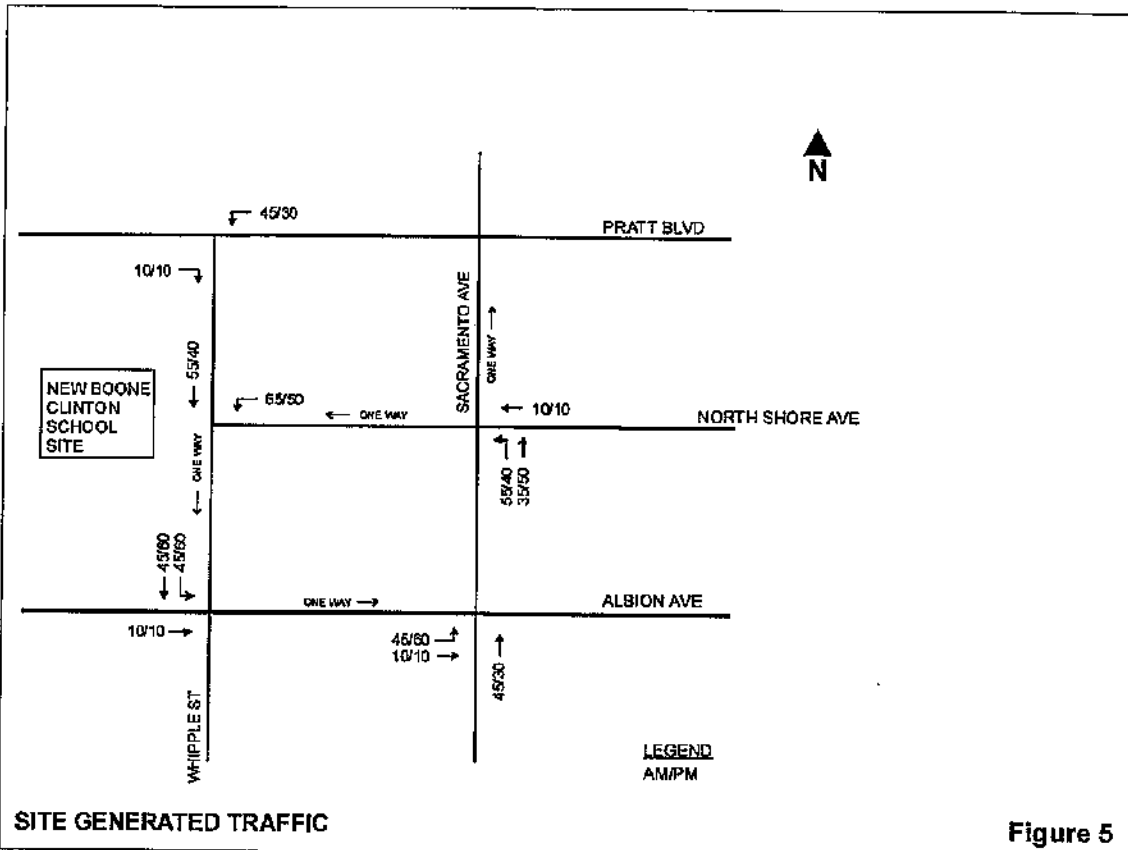 N
45/30
PRATT BLVD
10/10
SACRAMENTO AVE
ONE WAY
55/40
NEW BOONE
CLINTON
SCHOOL
SITE
65/50
ONE WAY
10/10
NORTH SHORE AVE
ONE WAY
55/40
35/50
45/60
45/60
ONE WAY
ALBION AVE
10/10
45/60
10/10
45/30
WHIPPLE ST
LEGEND
AM/PM
SITE GENERATED TRAFFIC
Figure 5